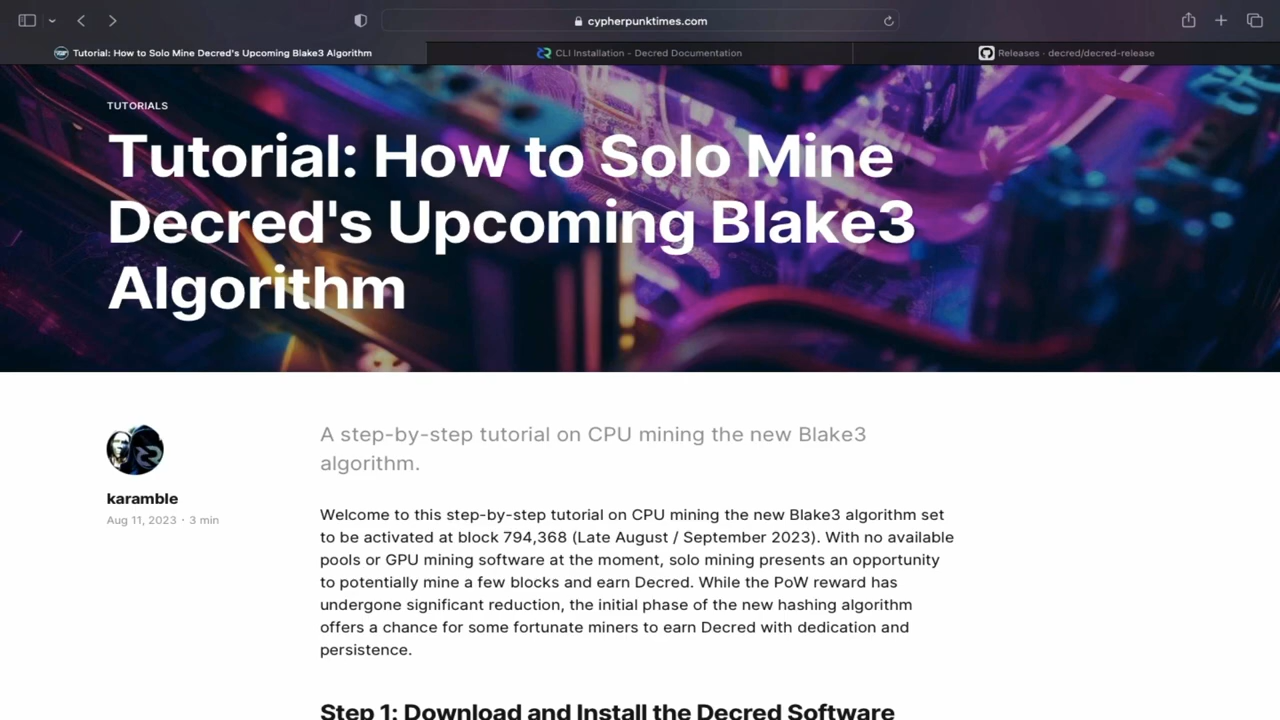 cypherpunktimes.com
Tutorial: How to Solo Mine Decred's Upcoming Blake3 Algorithm
CLI Installation - Decred Documentation
Releases · decred/decred-release
TUTORIALS
Tutorial: How to Solo Mine
Decred's Upcoming Blake3
Algorithm
karamble
Aug 11, 2023 · 3 min
A step-by-step tutorial on CPU mining the new Blake3
algorithm.
Welcome to this step-by-step tutorial on CPU mining the new Blake3 algorithm set
to be activated at block 794,368 (Late August / September 2023). With no available
pools or GPU mining software at the moment, solo mining presents an opportunity
to potentially mine a few blocks and earn Decred. While the PoW reward has
undergone significant reduction, the initial phase of the new hashing algorithm
offers a chance for some fortunate miners to earn Decred with dedication and
persistence.
Step 1: Download and Install the Decred Software